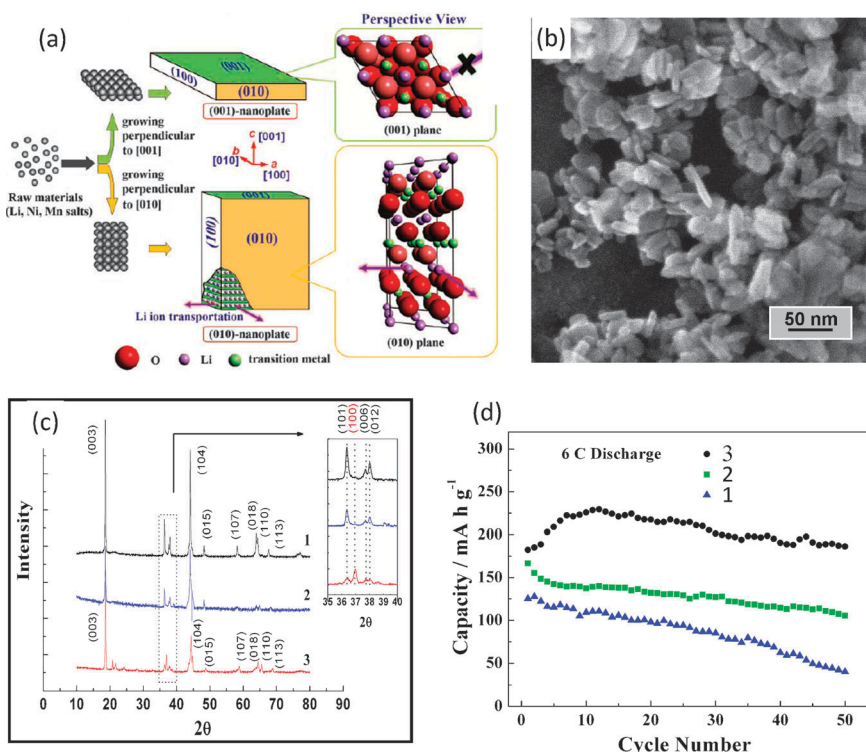 (a)
Perspective View
(100)
(001)
(010)
(001)-nanoplate
(001) plane
growing
perpendicular
to [001]
c [001]
[010] b
a
[100]
Raw materials
(Li, Ni, Mn salts)
growing
perpendicular
to [010]
(001)
(100)
(010)
Li ion transportation
(010)-nanoplate
(010) plane
O
Li
transition metal
(b)
50 nm
(c)
Intensity
(003)
(104)
(015)
(107)
(018)
(110)
(113)
1
2
(003)
(104)
(015)
(107)
(018)
(110)
(113)
3
0 10 20 30 40 50 60 70 80 90
2θ
(101)
(100)
(006)
(012)
35 36 37 38 39 40
2θ
(d)
6 C Discharge
3
2
1
Capacity / mA h g-1
300
250
200
150
100
50
0
0 10 20 30 40 50
Cycle Number